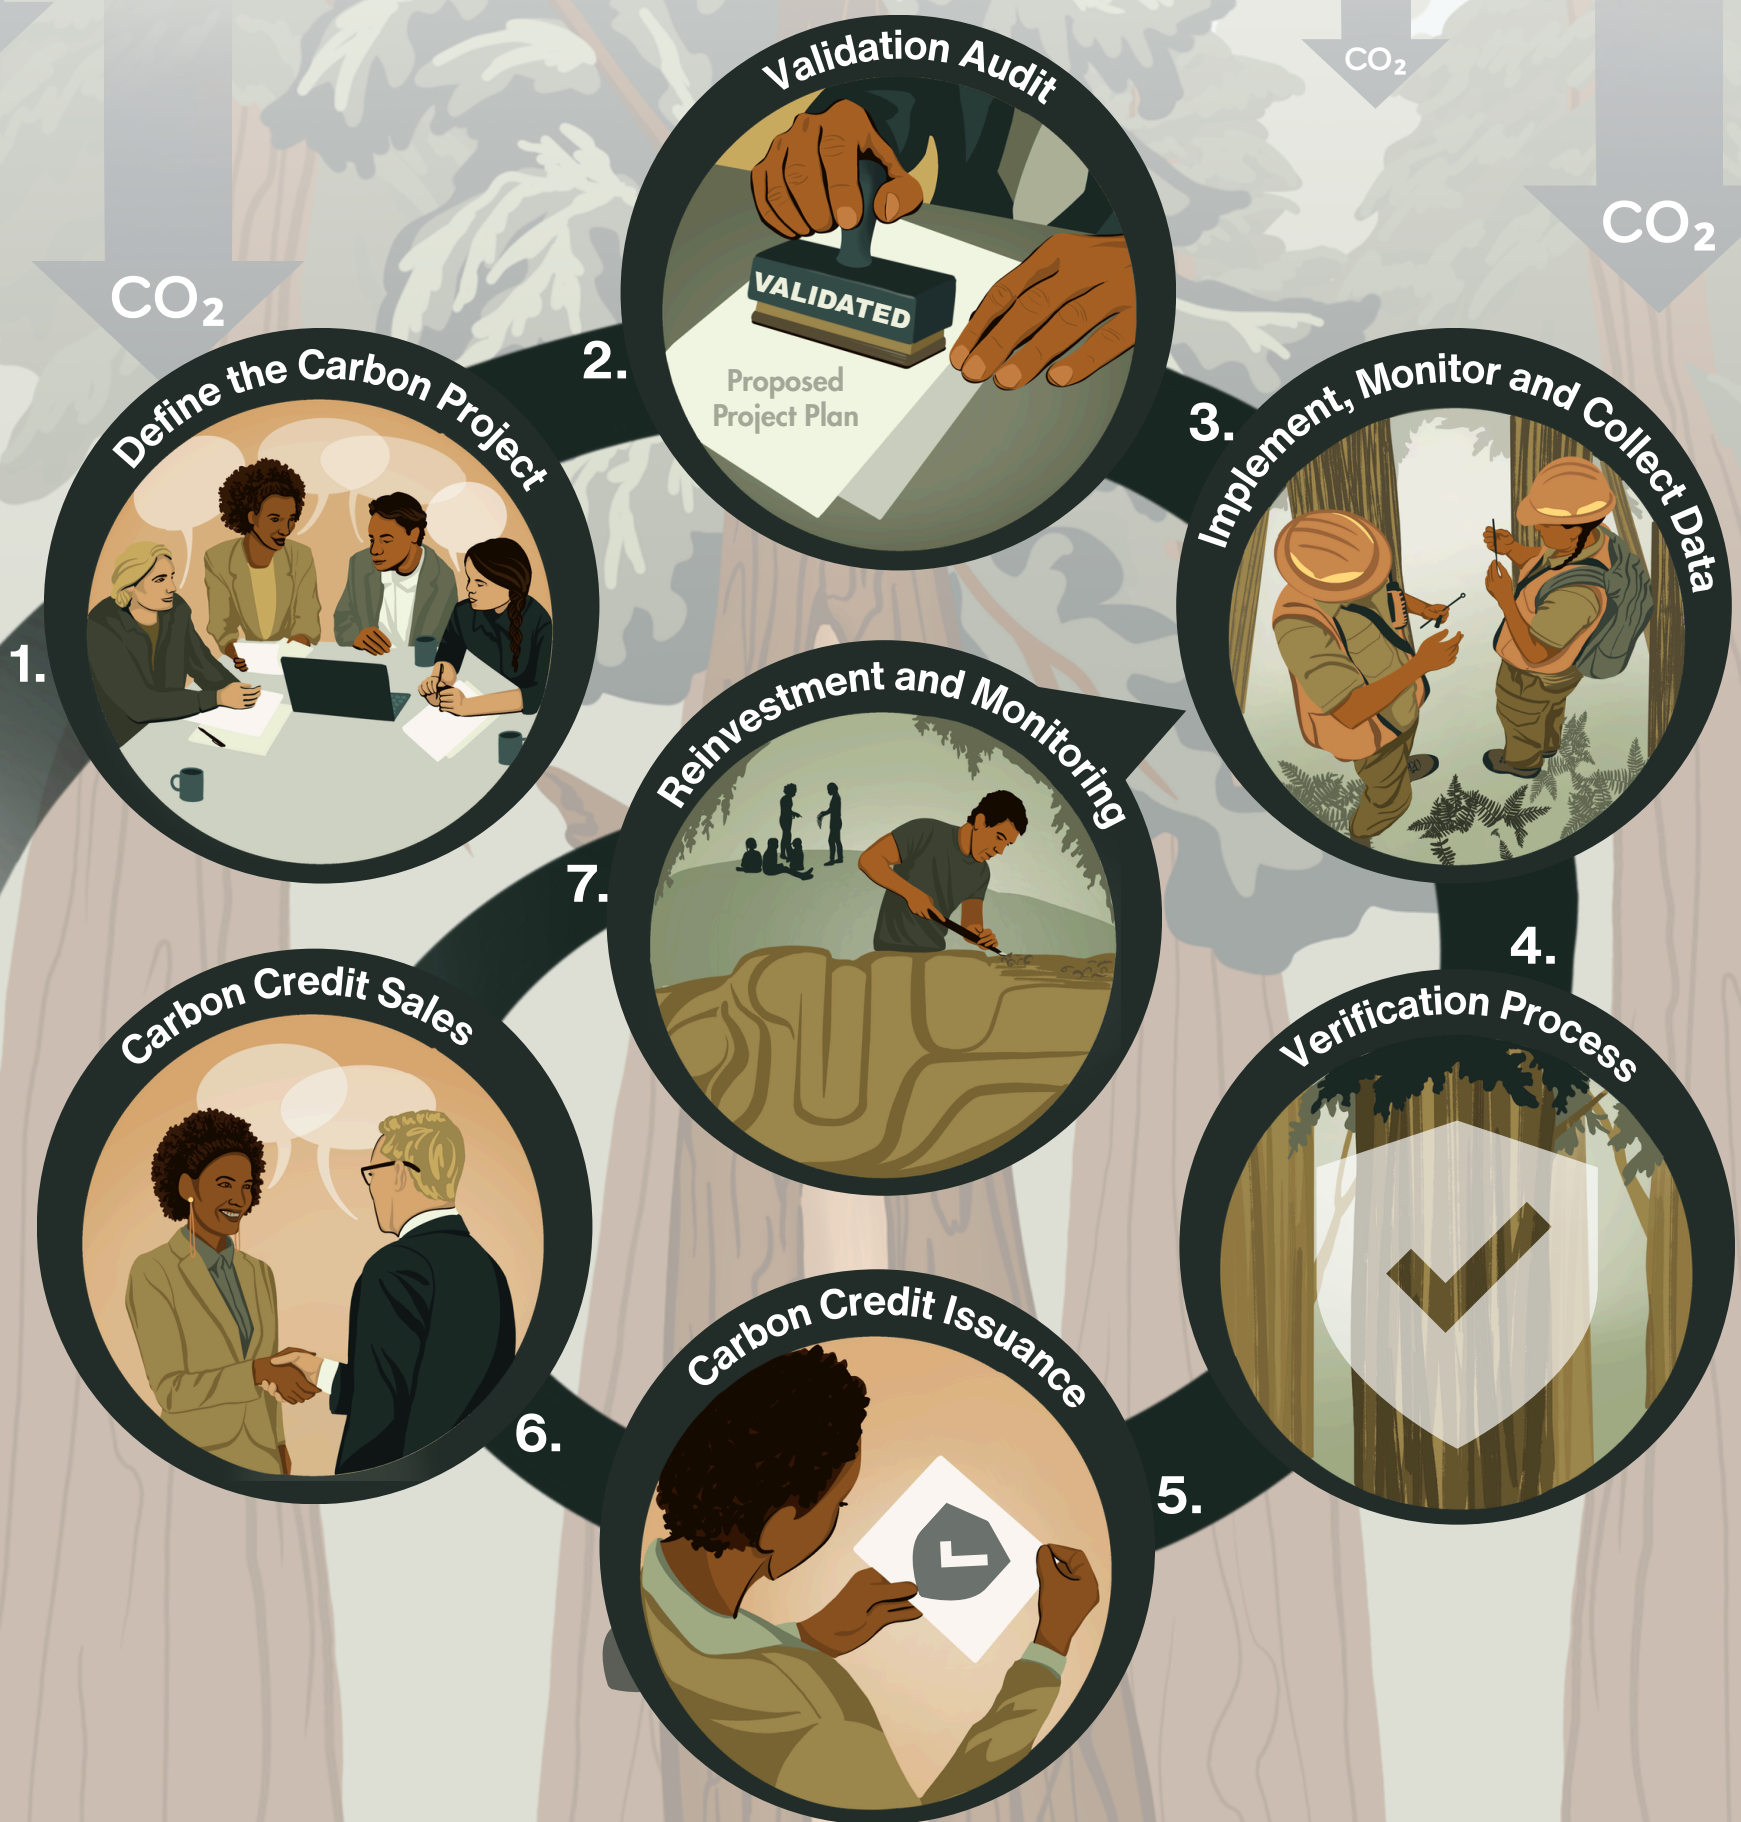 CO₂
CO₂
CO₂
1.
Define the Carbon Project
2.
Validation Audit
VALIDATED
Proposed
Project Plan
3.
Implement, Monitor and Collect Data
4.
Verification Process
5.
Carbon Credit Issuance
6.
Carbon Credit Sales
7.
Reinvestment and Monitoring